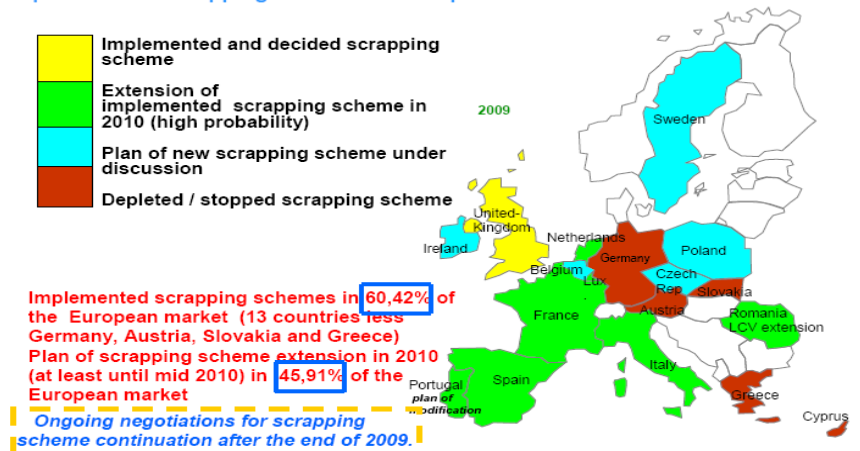 Implemented and decided scrapping
scheme
Extension of
implemented scrapping scheme in
2010 (high probability)
Plan of new scrapping scheme under
discussion
Depleted / stopped scrapping scheme
2009
Sweden
United-
Kingdom
Ireland
Netherlands
Germany
Poland
Belgium
Lux
Czech
Rep
Slovakia
Austria
France
Romania
LCV extension
Italy
Spain
Portugal
plan of
modification
Greece
Cyprus
Implemented scrapping schemes in 60,42% of
the European market (13 countries less
Germany, Austria, Slovakia and Greece)
Plan of scrapping scheme extension in 2010
(at least until mid 2010) in 45,91% of the
European market
Ongoing negotiations for scrapping
scheme continuation after the end of 2009.